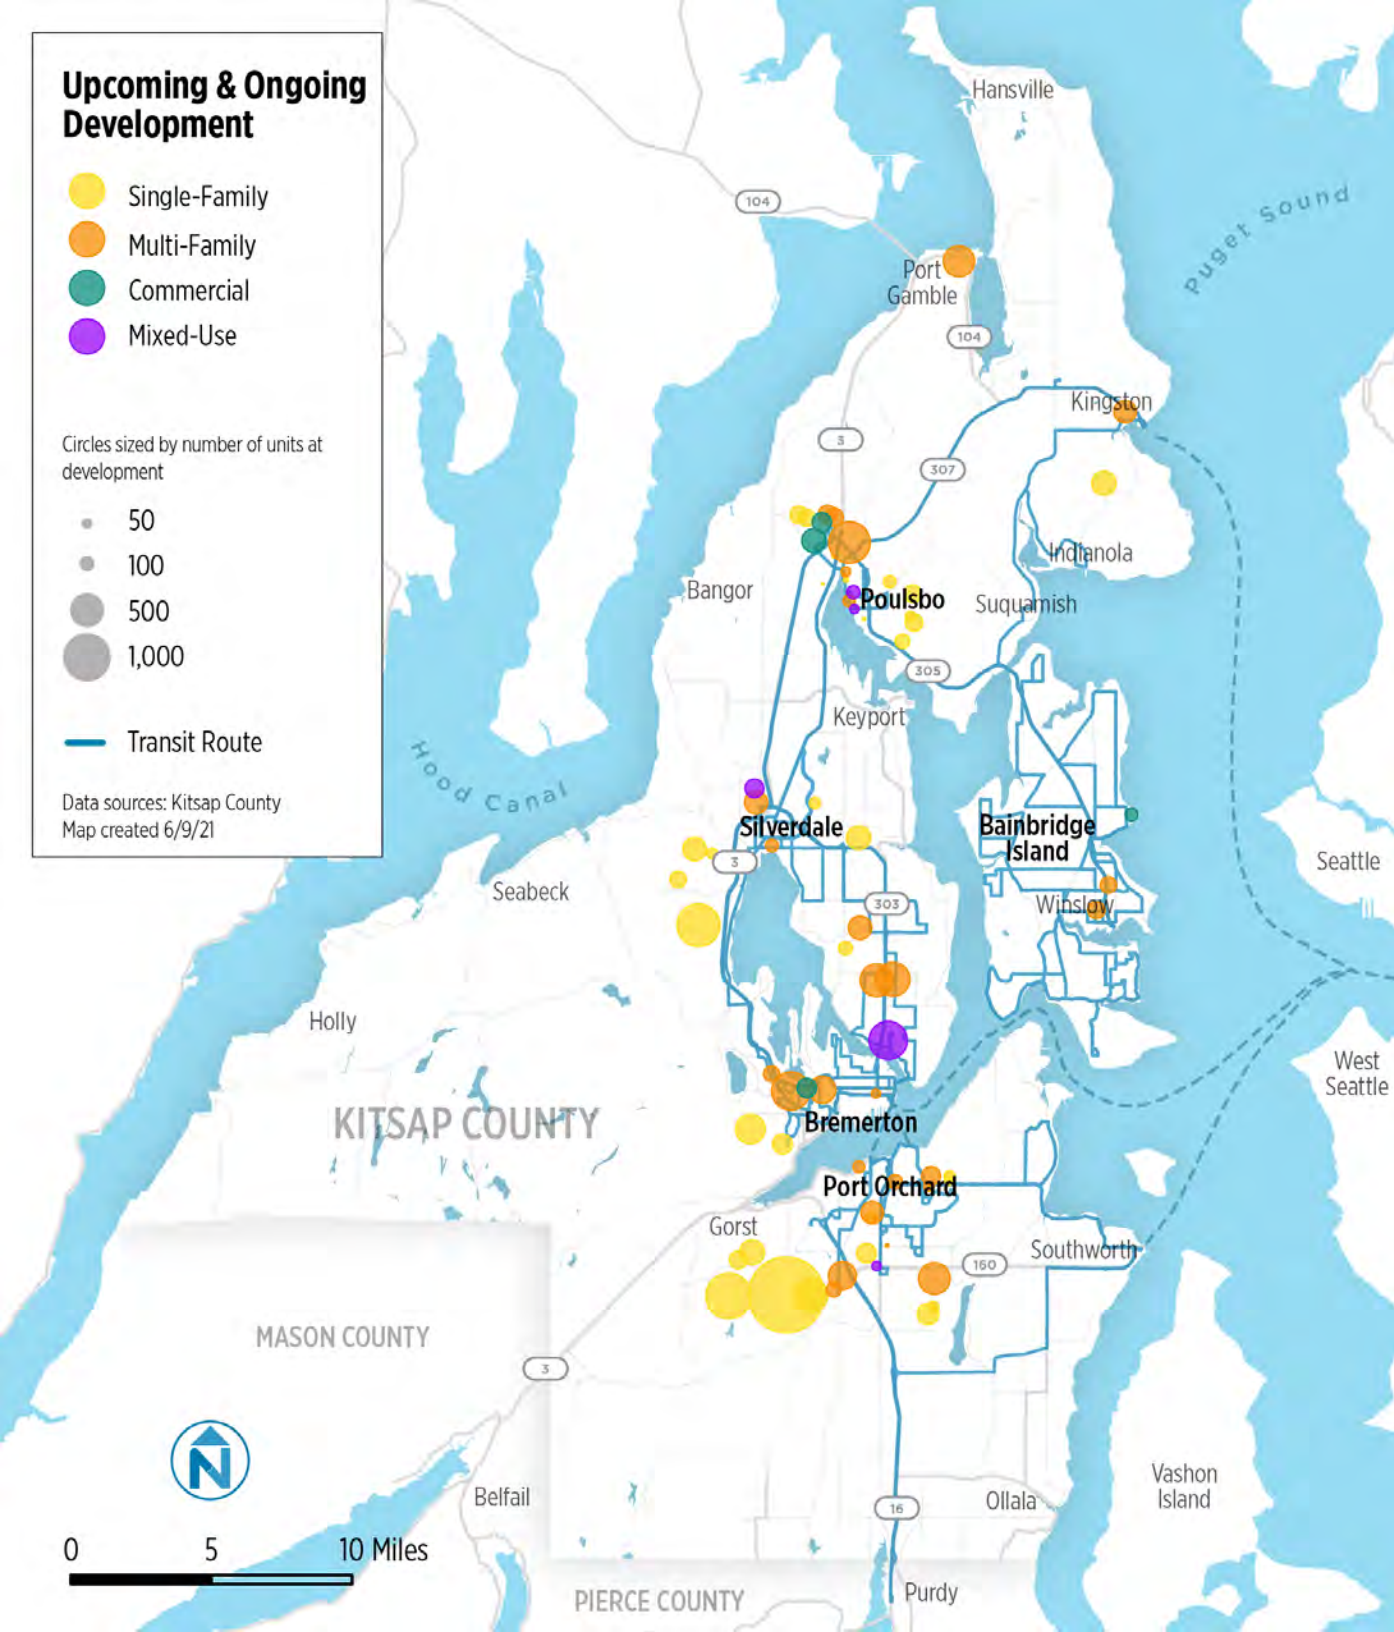 Upcoming & Ongoing
Development
Single-Family
Multi-Family
Commercial
Mixed-Use
Circles sized by number of units at
development
50
100
500
1,000
Transit Route
Data sources: Kitsap County
Map created 6/9/21
Hansville
Puget Sound
104
Port
Gamble
104
Kingston
3
307
Indianola
Bangor
Poulsbo
Suquamish
305
Keyport
Hood Canal
Silverdale
Bainbridge
Island
3
Seattle
Seabeck
303
Winslow
Holly
West
Seattle
KITSAP COUNTY
Bremerton
Port Orchard
Gorst
Southworth
160
MASON COUNTY
3
N
Vashon
Island
Belfail
Ollala
16
0 5 10 Miles
PIERCE COUNTY
Purdy